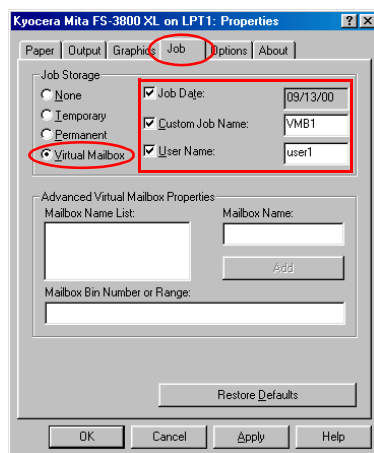 Kyocera Mita FS-3800 XL on LPT1: Properties
Paper Output Graphics Job Options About
Job Storage
None
Temporary
Permanent
Virtual Mailbox
Job Date: 09/13/00
Custom Job Name: VMB1
User Name: user1
Advanced Virtual Mailbox Properties
Mailbox Name List: Mailbox Name:
Add
Mailbox Bin Number or Range:
Restore Defaults
OK Cancel Apply Help